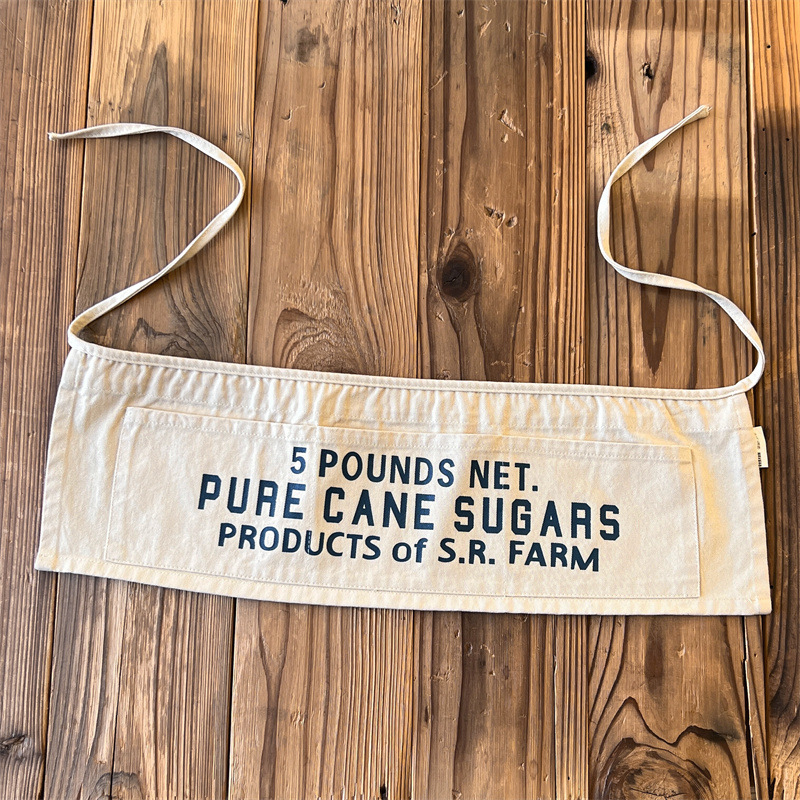 5 POUNDS NET.
PURE CANE SUGARS
PRODUCTS of S.R. FARM